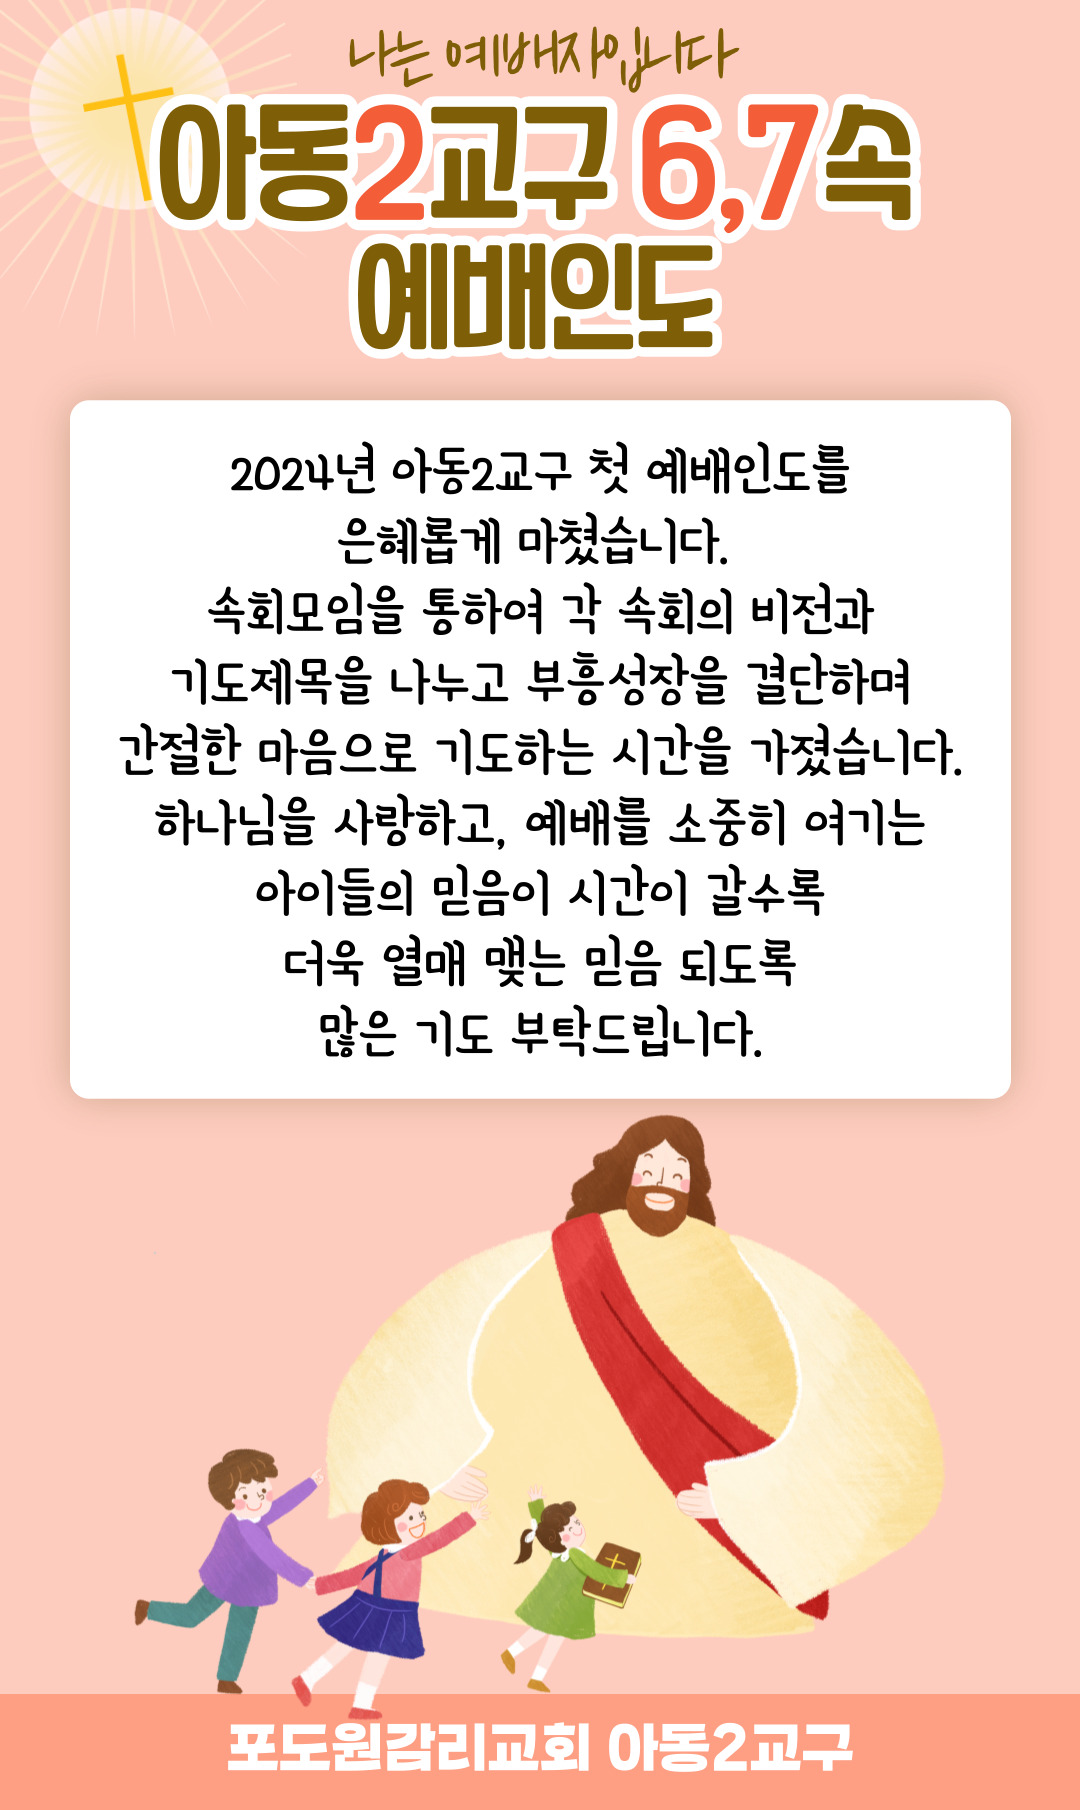 나는 예배자입니다
아동2교구 6,7속
예배인도
2024년 아동2교구 첫 예배인도를
은혜롭게 마쳤습니다.
속회모임을 통하여 각 속회의 비전과
기도제목을 나누고 부흥성장을 결단하며
간절한 마음으로 기도하는 시간을 가졌습니다.
하나님을 사랑하고, 예배를 소중히 여기는
아이들의 믿음이 시간이 갈수록
더욱 열매 맺는 믿음 되도록
많은 기도 부탁드립니다.
포도원감리교회 아동2교구